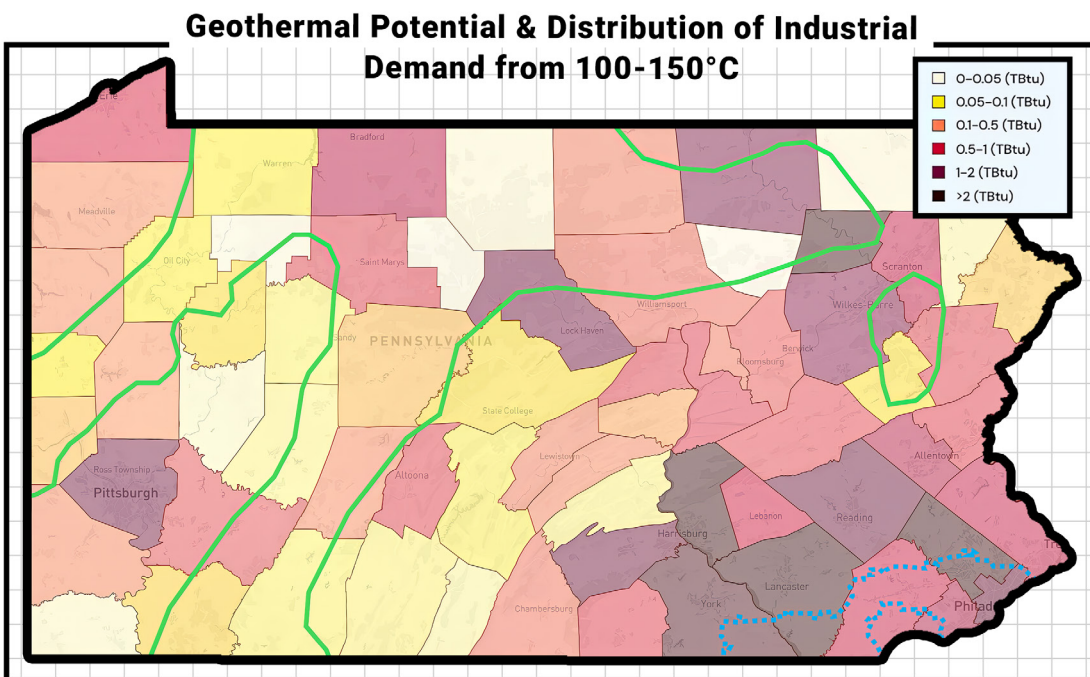 Geothermal Potential & Distribution of Industrial
Demand from 100-150°C
0-0.05 (TBtu)
0.05-0.1 (TBtu)
0.1-0.5 (TBtu)
0.5-1 (TBtu)
1-2 (TBtu)
>2 (TBtu)
Erie
Bradford
Warren
Meadville
Oil City
Saint Marys
Scranton
Williamsport
Wilkes-Barre
Lock Haven
PENNSYLVANIA
Berwick
Bloomsburg
State College
Lewistown
Allentown
Ross Township
Altoona
Pittsburgh
Lebanon
Reading
Harrisburg
Lancaster
York
Chambersburg
Philad